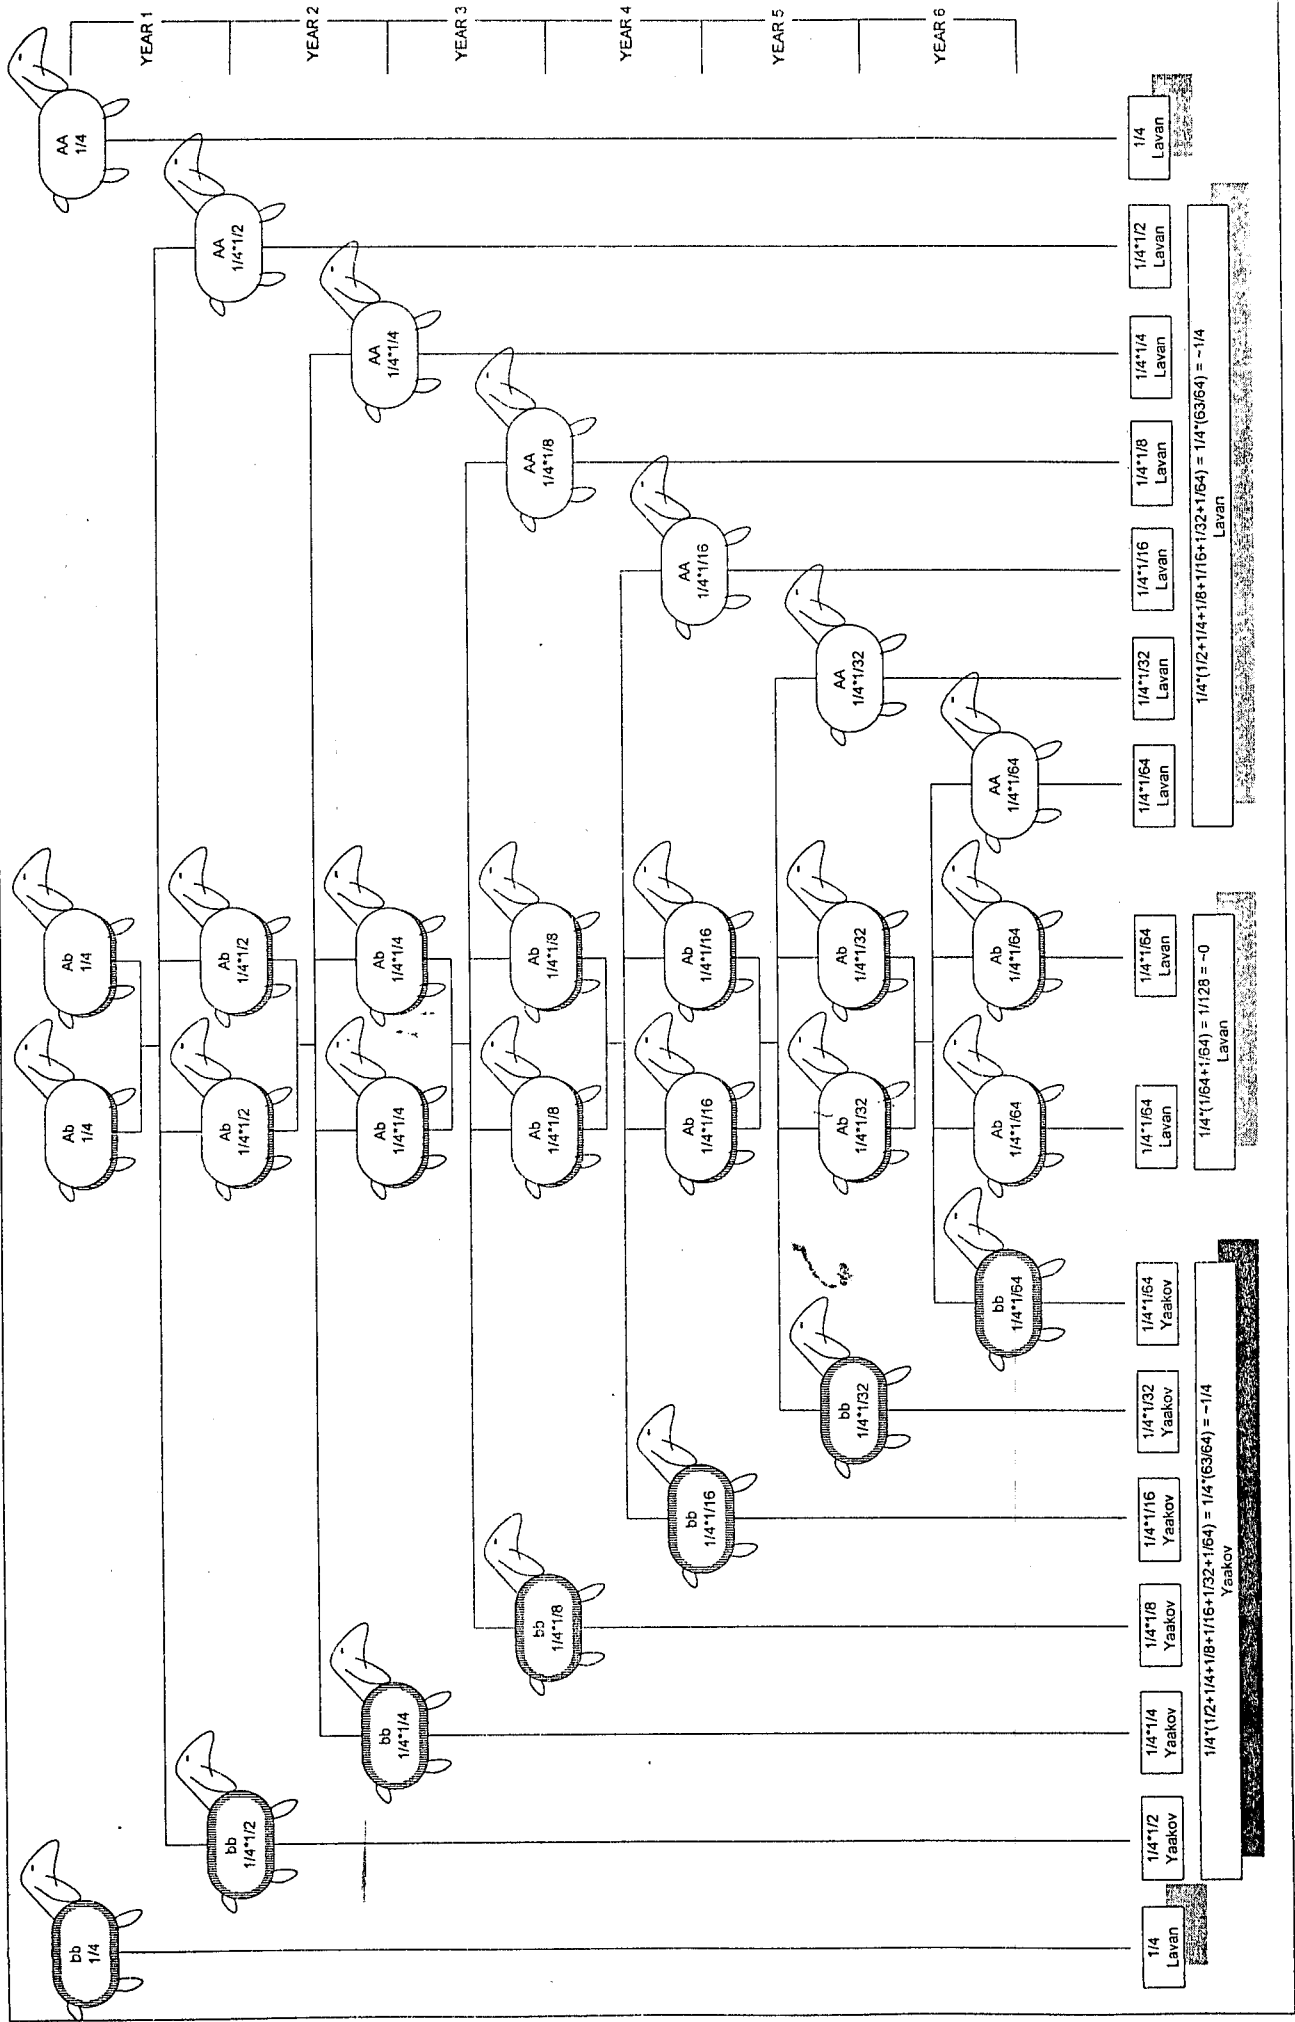 bb
1/4
Ab
1/4
Ab
1/4
AA
1/4
YEAR 1
bb
1/4*1/2
Ab
1/4*1/2
Ab
1/4*1/2
AA
1/4*1/2
YEAR 2
bb
1/4*1/4
Ab
1/4*1/4
Ab
1/4*1/4
AA
1/4*1/4
YEAR 3
bb
1/4*1/8
Ab
1/4*1/8
Ab
1/4*1/8
AA
1/4*1/8
YEAR 4
bb
1/4*1/16
Ab
1/4*1/16
Ab
1/4*1/16
AA
1/4*1/16
YEAR 5
bb
1/4*1/32
Ab
1/4*1/32
Ab
1/4*1/32
AA
1/4*1/32
YEAR 6
bb
1/4*1/64
Ab
1/4*1/64
Ab
1/4*1/64
AA
1/4*1/64
1/4
Lavan
1/4*1/2
Yaakov
1/4*1/4
Yaakov
1/4*1/8
Yaakov
1/4*1/16
Yaakov
1/4*1/32
Yaakov
1/4*1/64
Yaakov
1/4*1/64
Lavan
1/4*1/64
Lavan
1/4*1/64
Lavan
1/4*1/32
Lavan
1/4*1/16
Lavan
1/4*1/8
Lavan
1/4*1/4
Lavan
1/4*1/2
Lavan
1/4
Lavan
1/4*(1/2+1/4+1/8+1/16+1/32+1/64) = 1/4*(63/64) = ~1/4
Yaakov
1/4*(1/64+1/64) = 1/128 = ~0
Lavan
1/4*(1/2+1/4+1/8+1/16+1/32+1/64) = 1/4*(63/64) = ~1/4
Lavan